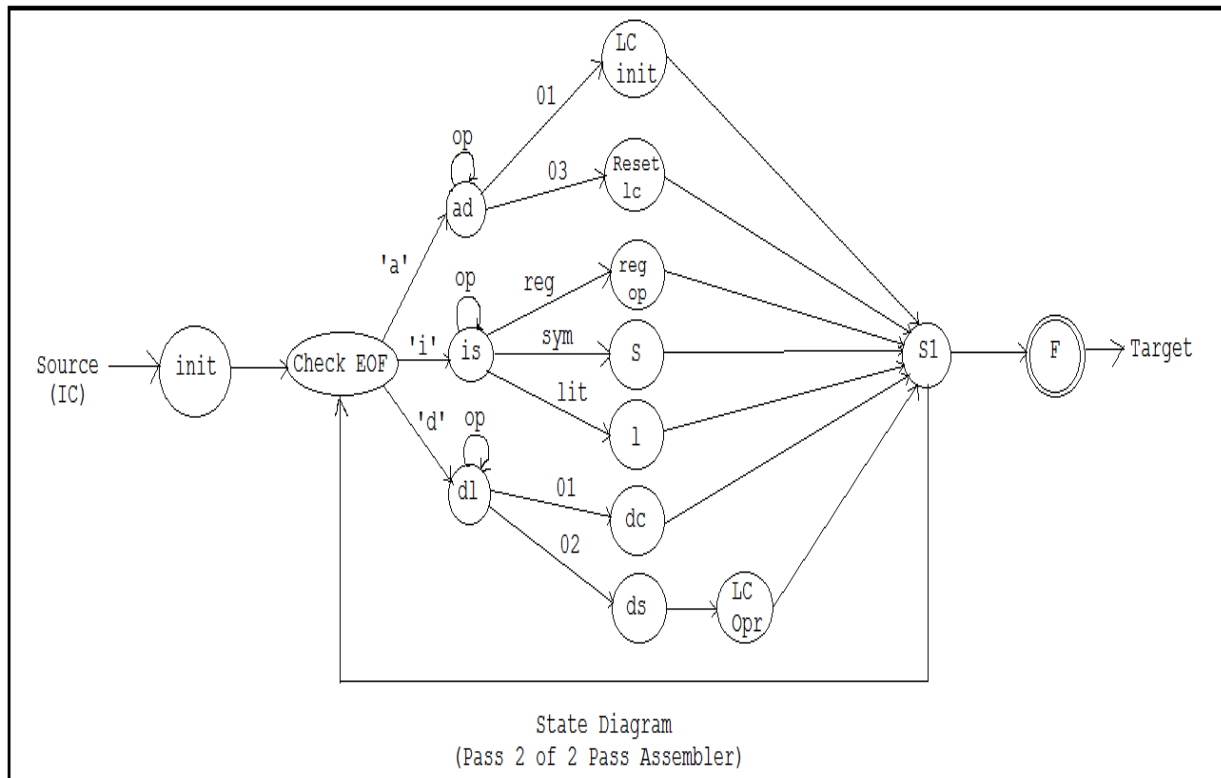 LC
init
01
op
03
Reset
lc
ad
'a'
op
reg
reg
op
Source
(IC)
init
Check EOF
'i'
is
sym
S
S1
F
Target
lit
'd'
op
l
dl
01
dc
02
ds
LC
Opr
State Diagram
(Pass 2 of 2 Pass Assembler)